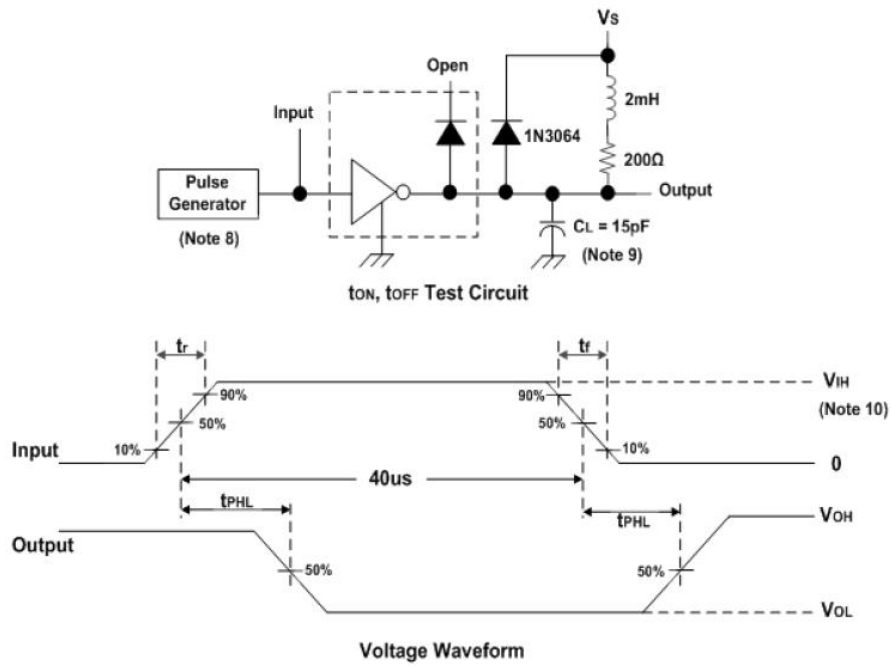 Vs
Open
2mH
Input
1N3064
200Ω
Pulse
Generator
Output
(Note 8)
CL = 15pF
(Note 9)
tON, tOFF Test Circuit
tr
tf
90%
90%
VIH
(Note 10)
50%
50%
10%
10%
Input
0
40us
tPHL
tPHL
VOH
Output
50%
50%
VOL
Voltage Waveform